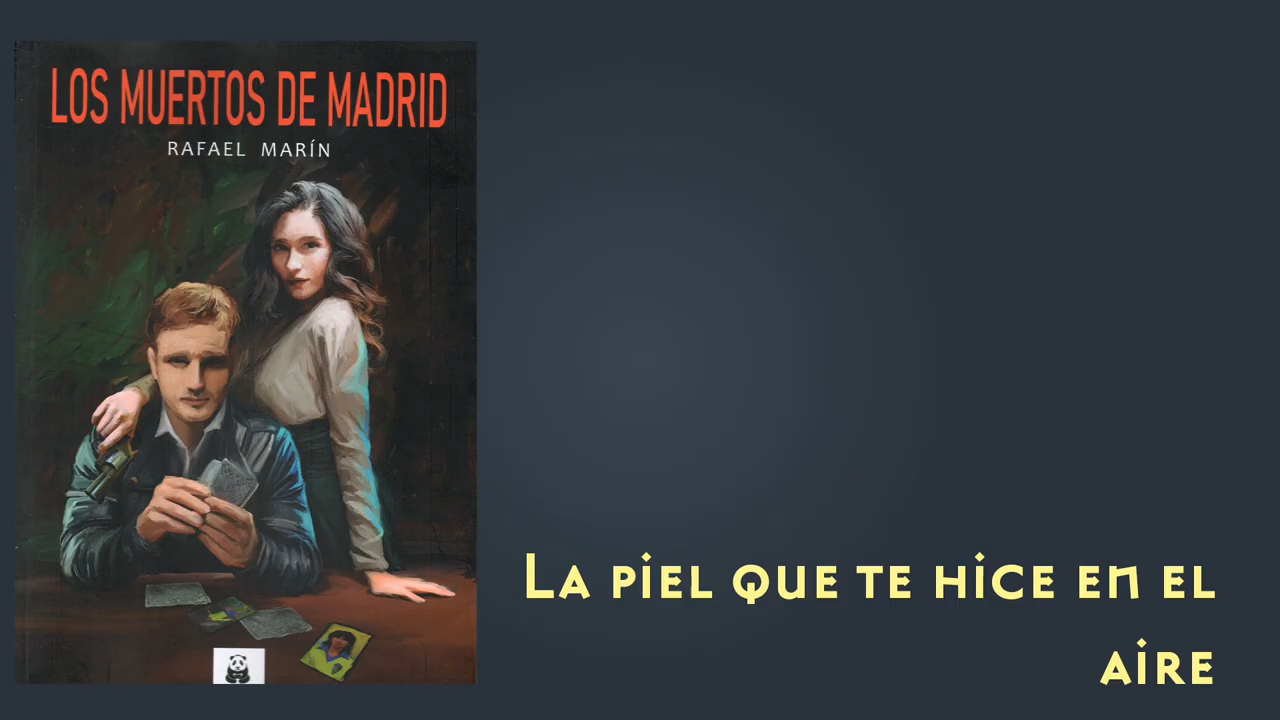 LOS MUERTOS DE MADRID
RAFAEL MARÍN
La piel que te hice en el
aire